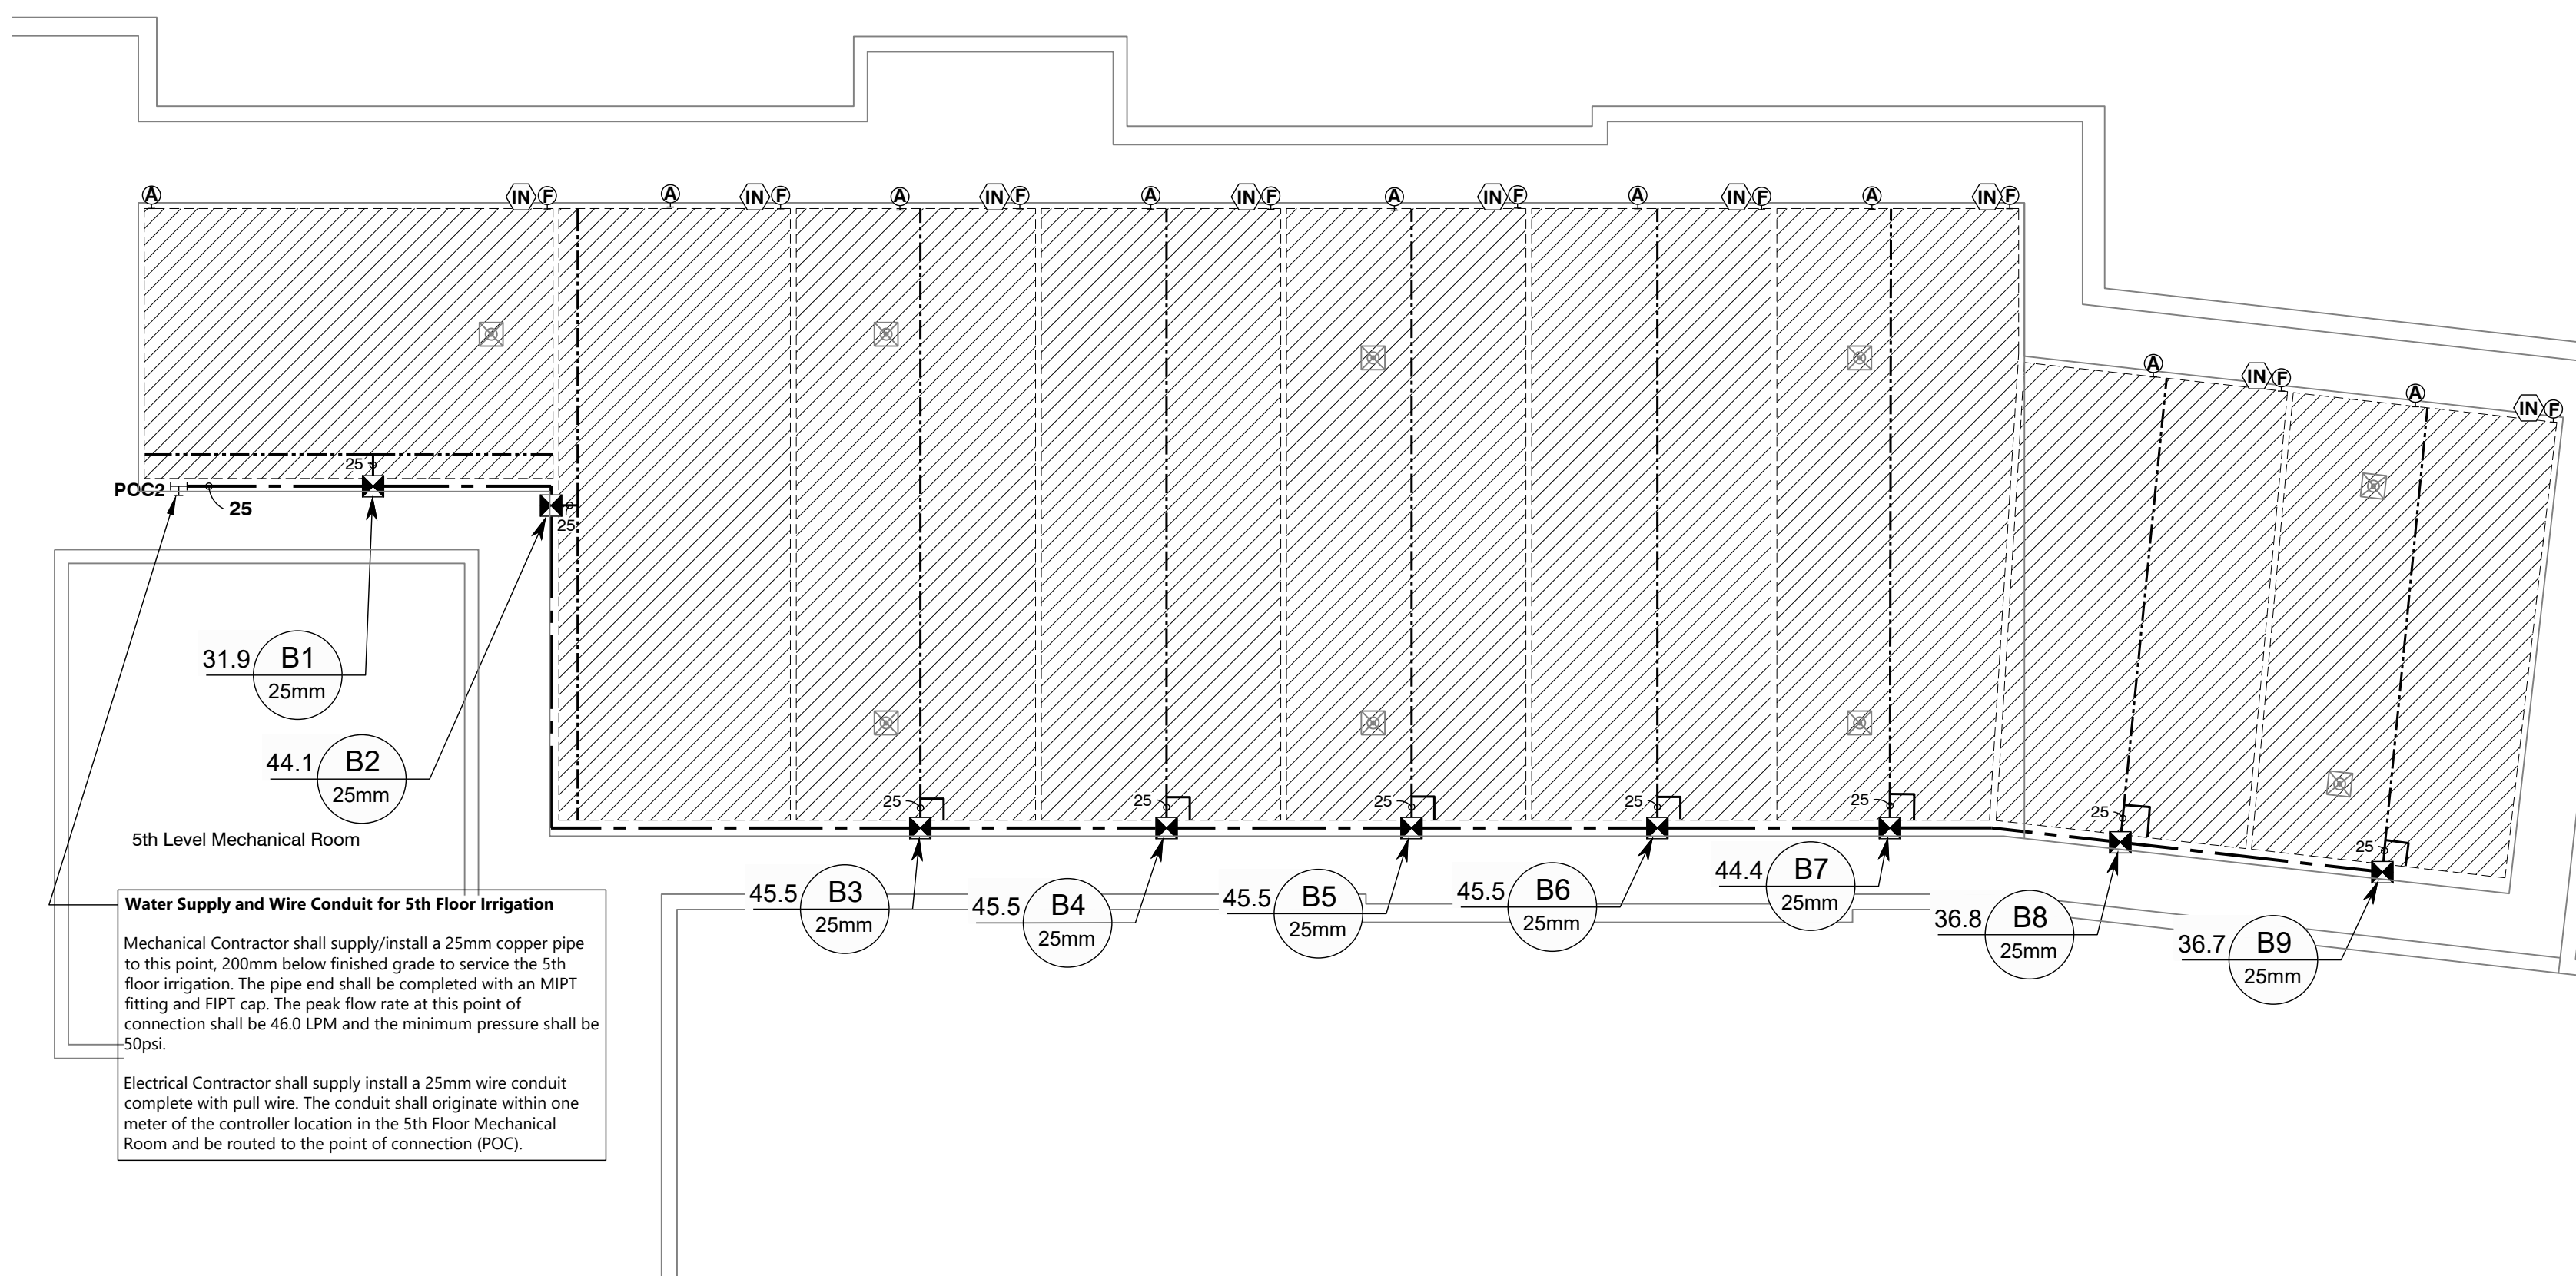 A IN F A IN F A IN F A IN F A IN F A IN F A IN F
A IN F A IN F
25
POC2
25
25
31.9 B1
25mm
44.1 B2
25mm
5th Level Mechanical Room
25 25 25 25 25 25 25
45.5 B3
25mm
45.5 B4
25mm
45.5 B5
25mm
45.5 B6
25mm
44.4 B7
25mm
36.8 B8
25mm
36.7 B9
25mm
Water Supply and Wire Conduit for 5th Floor Irrigation
Mechanical Contractor shall supply/install a 25mm copper pipe
to this point, 200mm below finished grade to service the 5th
floor irrigation. The pipe end shall be completed with an MIPT
fitting and FIPT cap. The peak flow rate at this point of
connection shall be 46.0 LPM and the minimum pressure shall be
50psi.
Electrical Contractor shall supply install a 25mm wire conduit
complete with pull wire. The conduit shall originate within one
meter of the controller location in the 5th Floor Mechanical
Room and be routed to the point of connection (POC).